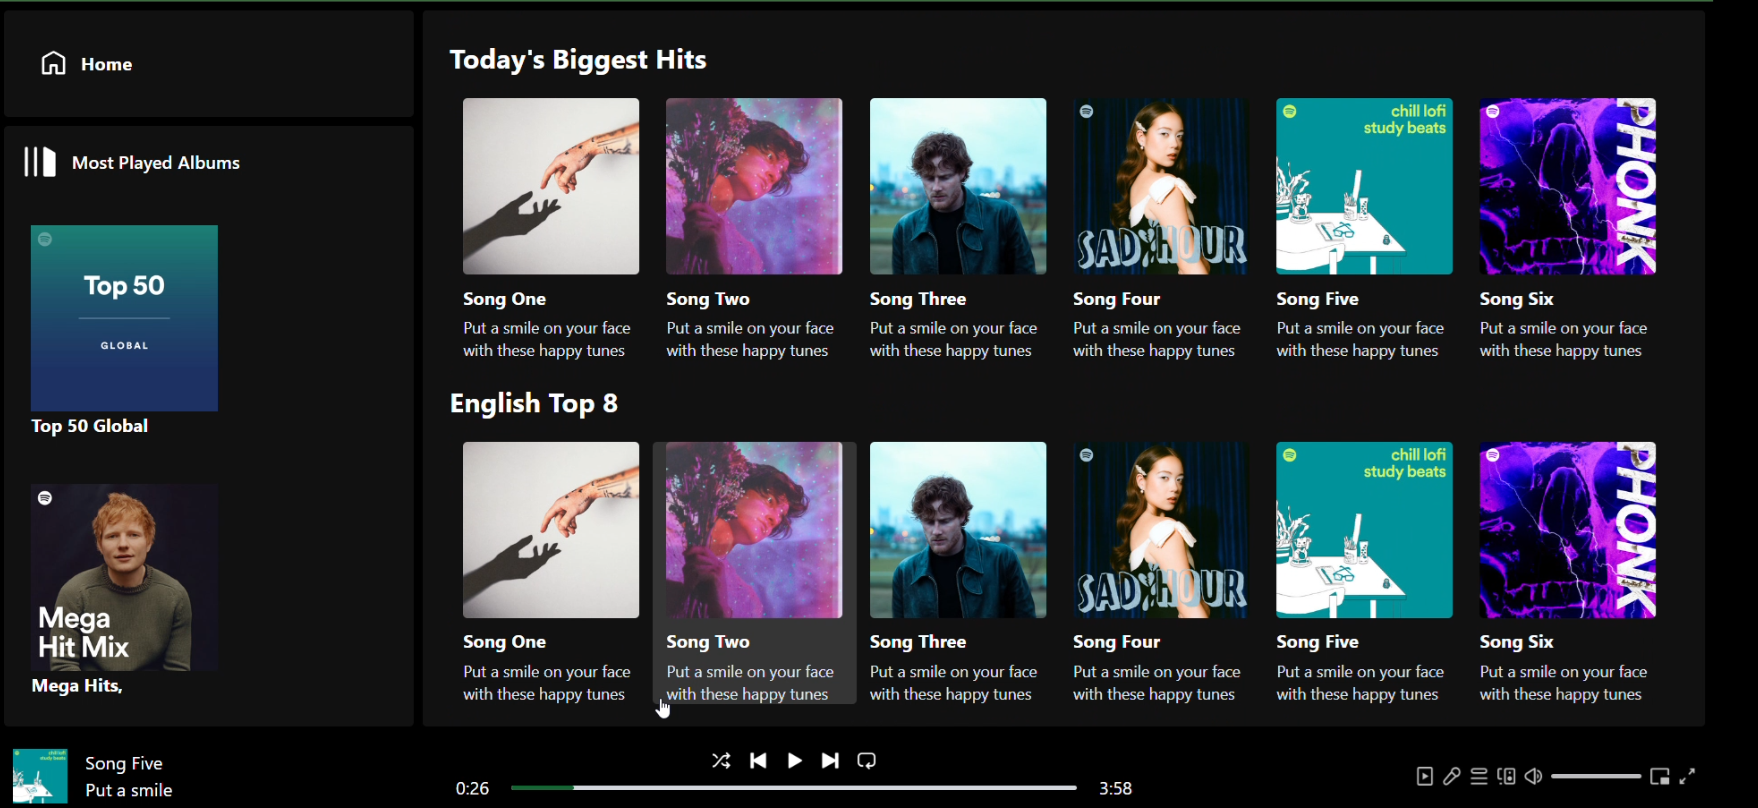 Home
Most Played Albums
Top 50
GLOBAL
Top 50 Global
Mega
Hit Mix
Mega Hits,
Today's Biggest Hits
SAD HOUR
chill lofi
study beats
PHONK
Song One
Put a smile on your face
with these happy tunes
Song Two
Put a smile on your face
with these happy tunes
Song Three
Put a smile on your face
with these happy tunes
Song Four
Put a smile on your face
with these happy tunes
Song Five
Put a smile on your face
with these happy tunes
Song Six
Put a smile on your face
with these happy tunes
English Top 8
SAD HOUR
chill lofi
study beats
PHONK
Song One
Put a smile on your face
with these happy tunes
Song Two
Put a smile on your face
with these happy tunes
Song Three
Put a smile on your face
with these happy tunes
Song Four
Put a smile on your face
with these happy tunes
Song Five
Put a smile on your face
with these happy tunes
Song Six
Put a smile on your face
with these happy tunes
chill lofi
study beats
Song Five
Put a smile
0:26
3:58